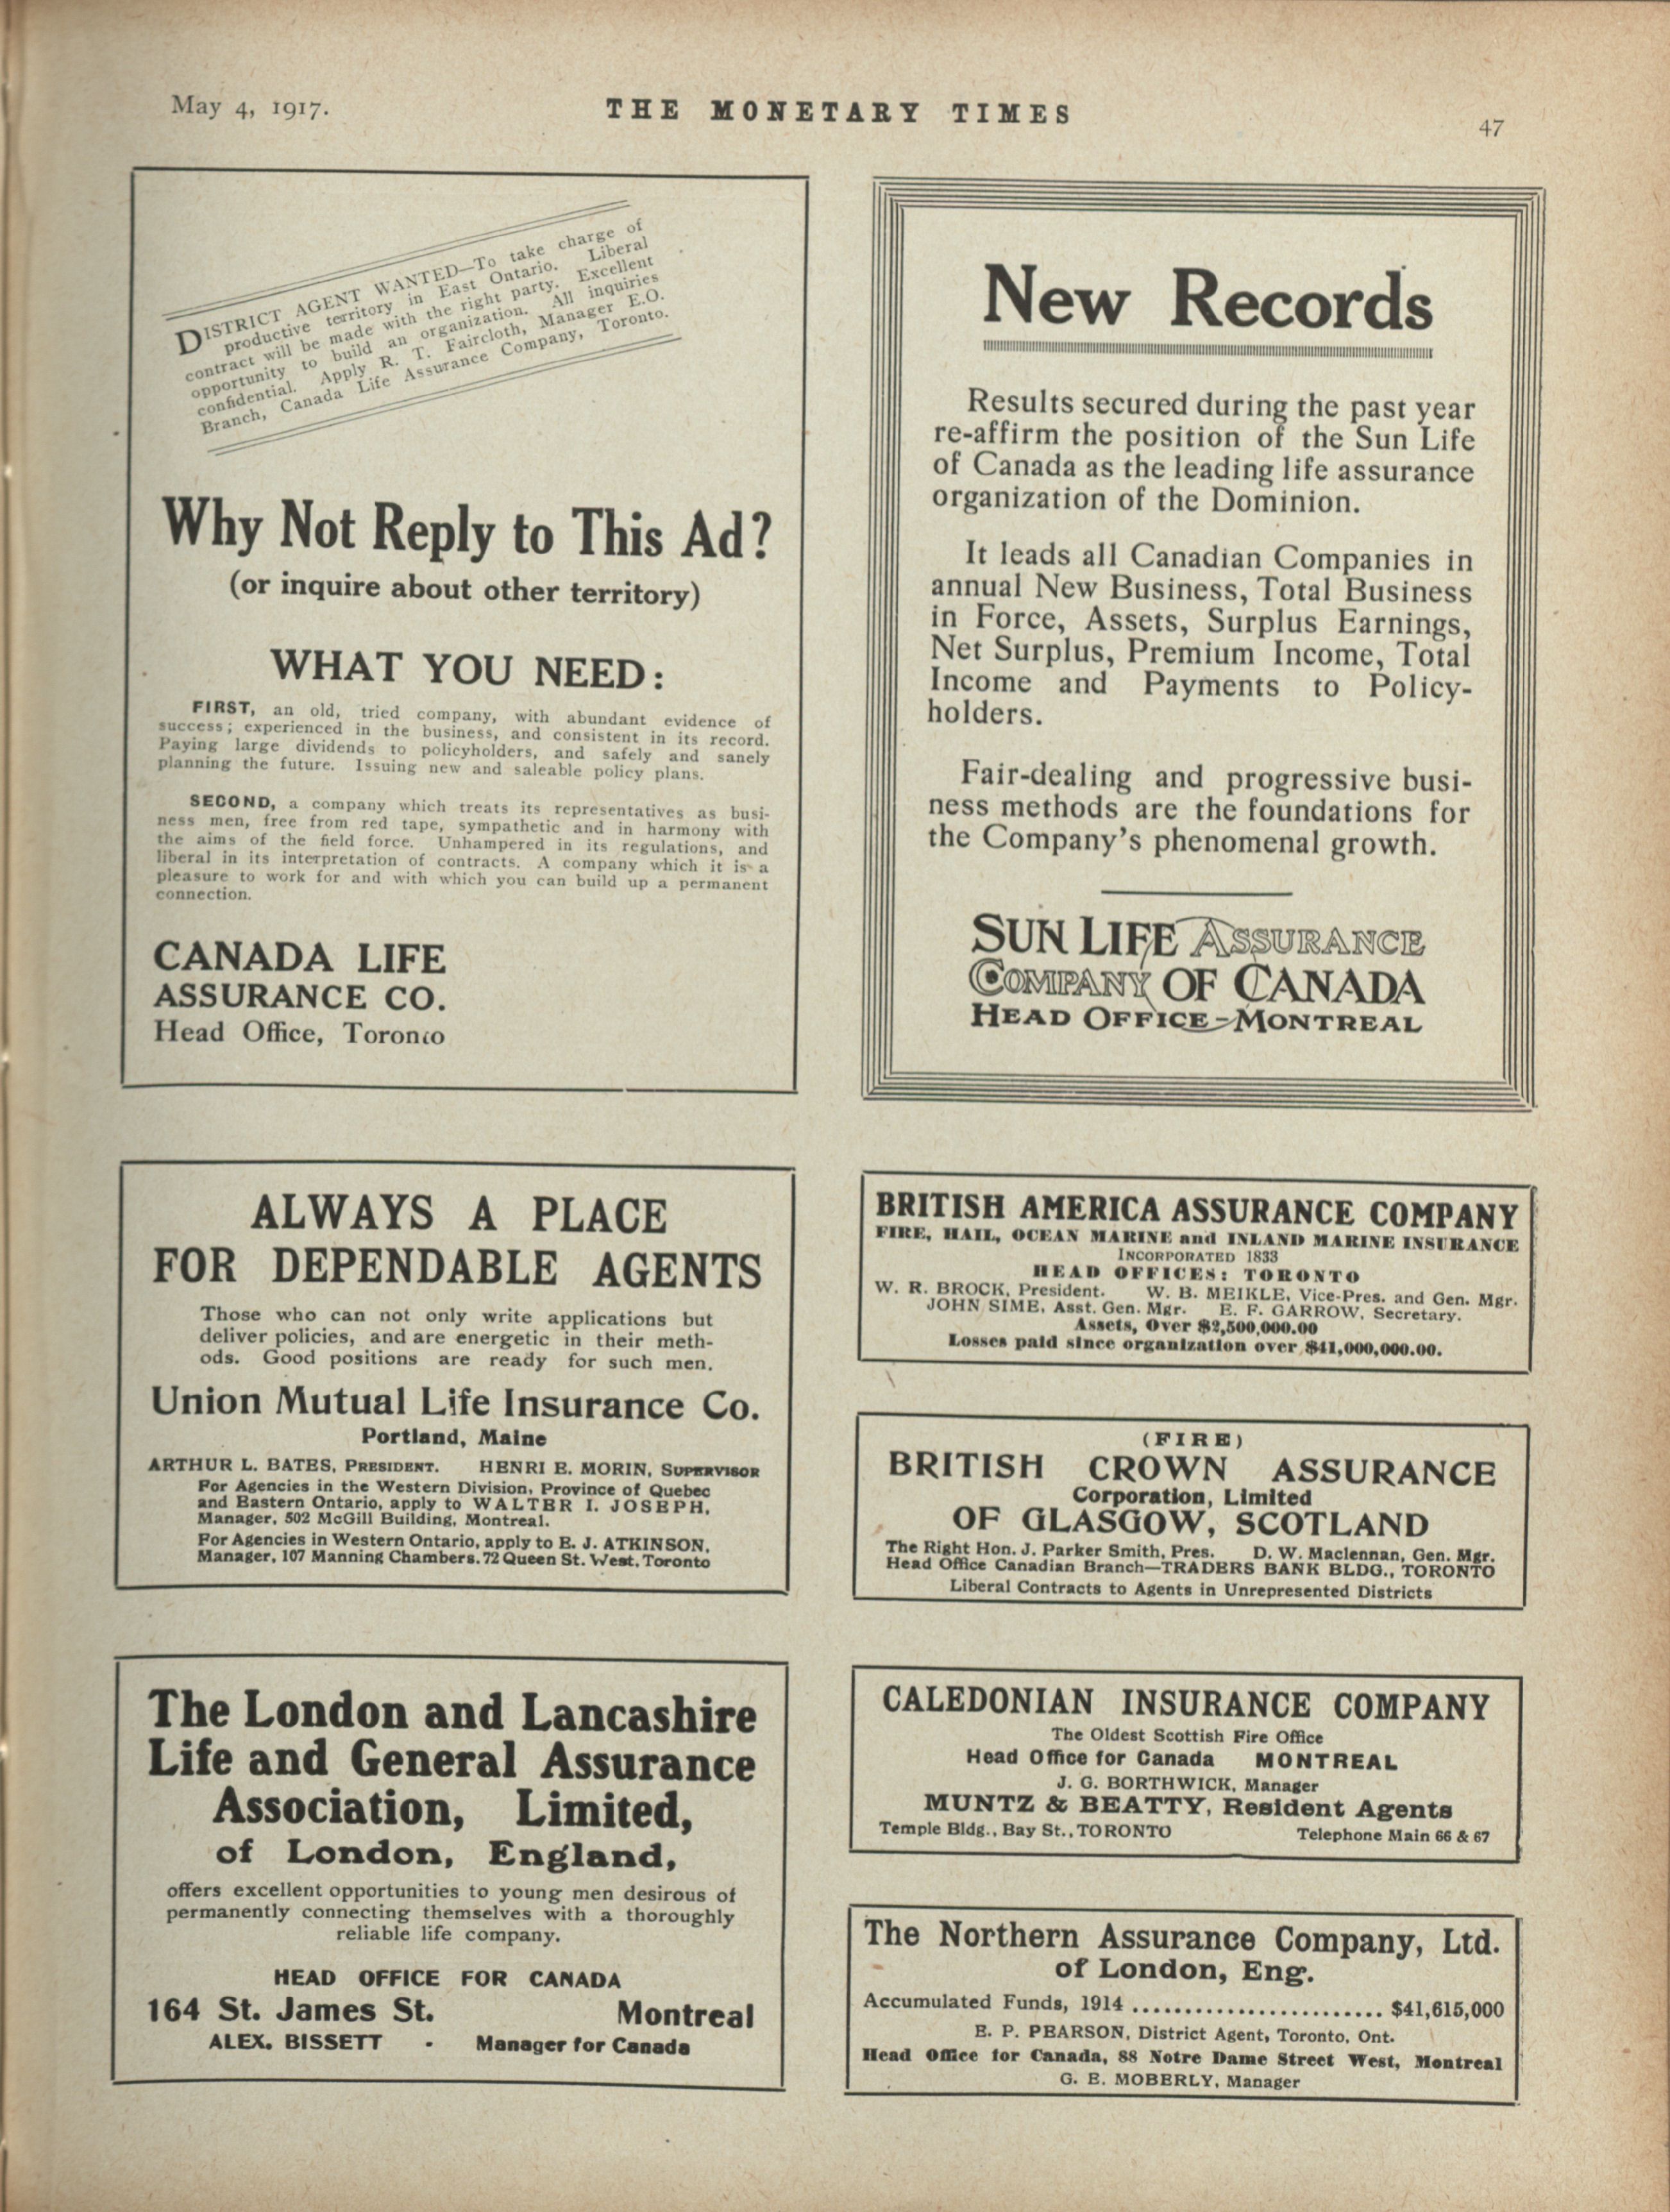 May 4, 1917.
THE MONETARY TIMES
47
DISTRICT AGENT WANTED—To take charge of
productive territory in East Ontario. Liberal
contract will be made with the right party. Excellent
opportunity to build an organization. All inquiries
confidential. Apply R. T. Faircloth, Manager E.O.
Branch, Canada Life Assurance Company, Toronto.
Why Not Reply to This Ad?
(or inquire about other territory)
WHAT YOU NEED:
FIRST, an old, tried company, with abundant evidence of
success; experienced in the business, and consistent in its record.
Paying large dividends to policyholders, and safely and sanely
planning the future. Issuing new and saleable policy plans.
SECOND, a company which treats its representatives as busi-
ness men, free from red tape, sympathetic and in harmony with
the aims of the field force. Unhampered in its regulations, and
liberal in its interpretation of contracts. A company which it is a
pleasure to work for and with which you can build up a permanent
connection.
CANADA LIFE
ASSURANCE CO.
Head Office, Toronto
New Records
Results secured during the past year
re-affirm the position of the Sun Life
of Canada as the leading life assurance
organization of the Dominion.
It leads all Canadian Companies in
annual New Business, Total Business
in Force, Assets, Surplus Earnings,
Net Surplus, Premium Income, Total
Income and Payments to Policy-
holders.
Fair-dealing and progressive busi-
ness methods are the foundations for
the Company's phenomenal growth.
SUN LIFE ASSURANCE
COMPANY OF CANADA
HEAD OFFICE-MONTREAL
ALWAYS A PLACE
FOR DEPENDABLE AGENTS
Those who can not only write applications but
deliver policies, and are energetic in their meth-
ods. Good positions are ready for such men.
Union Mutual Life Insurance Co.
Portland, Maine
ARTHUR L. BATES, PRESIDENT. HENRI E. MORIN, SUPERVISOR
For Agencies in the Western Division, Province of Quebec
and Eastern Ontario, apply to WALTER I. JOSEPH,
Manager, 502 McGill Building, Montreal.
For Agencies in Western Ontario, apply to E. J. ATKINSON,
Manager, 107 Manning Chambers, 72 Queen St. West, Toronto
BRITISH AMERICA ASSURANCE COMPANY
FIRE, HAIL, OCEAN MARINE and INLAND MARINE INSURANCE
INCORPORATED 1833
HEAD OFFICES: TORONTO
W. R. BROCK, President. W. B. MEIKLE, Vice-Pres. and Gen. Mgr.
JOHN SIME, Asst. Gen. Mgr. E. F. GARROW, Secretary.
Assets, Over $2,500,000.00
Losses paid since organization over $41,000,000.00.
(FIRE)
BRITISH CROWN ASSURANCE
Corporation, Limited
OF GLASGOW, SCOTLAND
The Right Hon. J. Parker Smith, Pres. D. W. Maclennan, Gen. Mgr.
Head Office Canadian Branch—TRADERS BANK BLDG., TORONTO
Liberal Contracts to Agents in Unrepresented Districts
The London and Lancashire
Life and General Assurance
Association, Limited,
of London, England,
offers excellent opportunities to young men desirous of
permanently connecting themselves with a thoroughly
reliable life company.
HEAD OFFICE FOR CANADA
164 St. James St. Montreal
ALEX. BISSETT - Manager for Canada
CALEDONIAN INSURANCE COMPANY
The Oldest Scottish Fire Office
Head Office for Canada MONTREAL
J. G. BORTHWICK, Manager
MUNTZ & BEATTY, Resident Agents
Temple Bldg., Bay St., TORONTO Telephone Main 66 & 67
The Northern Assurance Company, Ltd.
of London, Eng.
Accumulated Funds, 1914 ........................ $41,615,000
E. P. PEARSON, District Agent, Toronto, Ont.
Head Office for Canada, 88 Notre Dame Street West, Montreal
G. E. MOBERLY, Manager